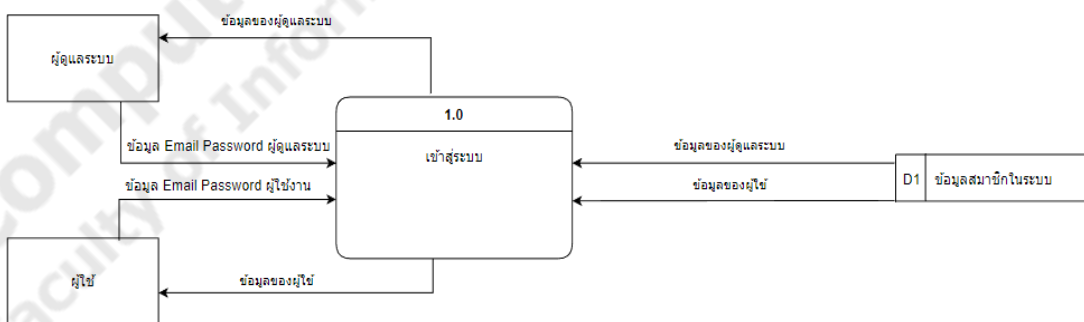 ข้อมูลของผู้ดูแลระบบ
ผู้ดูแลระบบ
1.0
ข้อมูล Email Password ผู้ดูแลระบบ
เข้าสู่ระบบ
ข้อมูลของผู้ดูแลระบบ
ข้อมูล Email Password ผู้ใช้งาน
ข้อมูลของผู้ใช้
D1 ข้อมูลสมาชิกในระบบ
ผู้ใช้
ข้อมูลของผู้ใช้